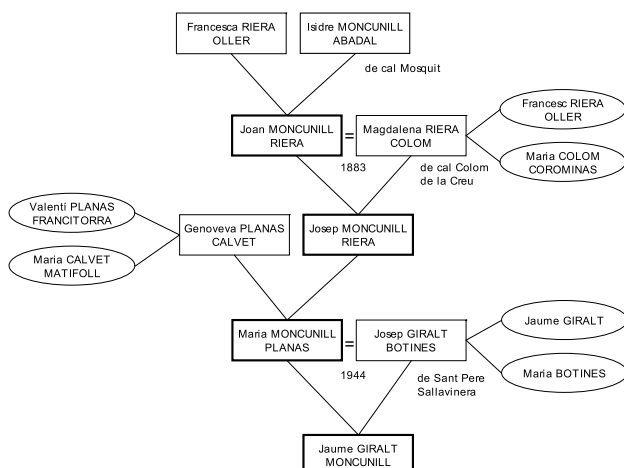 Francesca RIERA
OLLER
Isidre MONCUNILL
ABADAL
de cal Mosquit
Joan MONCUNILL
RIERA
=
Magdalena RIERA
COLOM
Francesc RIERA
OLLER
Maria COLOM
COROMINAS
1883
de cal Colom
de la Creu
Valentí PLANAS
FRANCITORRA
Maria CALVET
MATIFOLL
Genoveva PLANAS
CALVET
Josep MONCUNILL
RIERA
Maria MONCUNILL
PLANAS
=
Josep GIRALT
BOTINES
Jaume GIRALT
Maria BOTINES
1944
de Sant Pere
Sallavinera
Jaume GIRALT
MONCUNILL